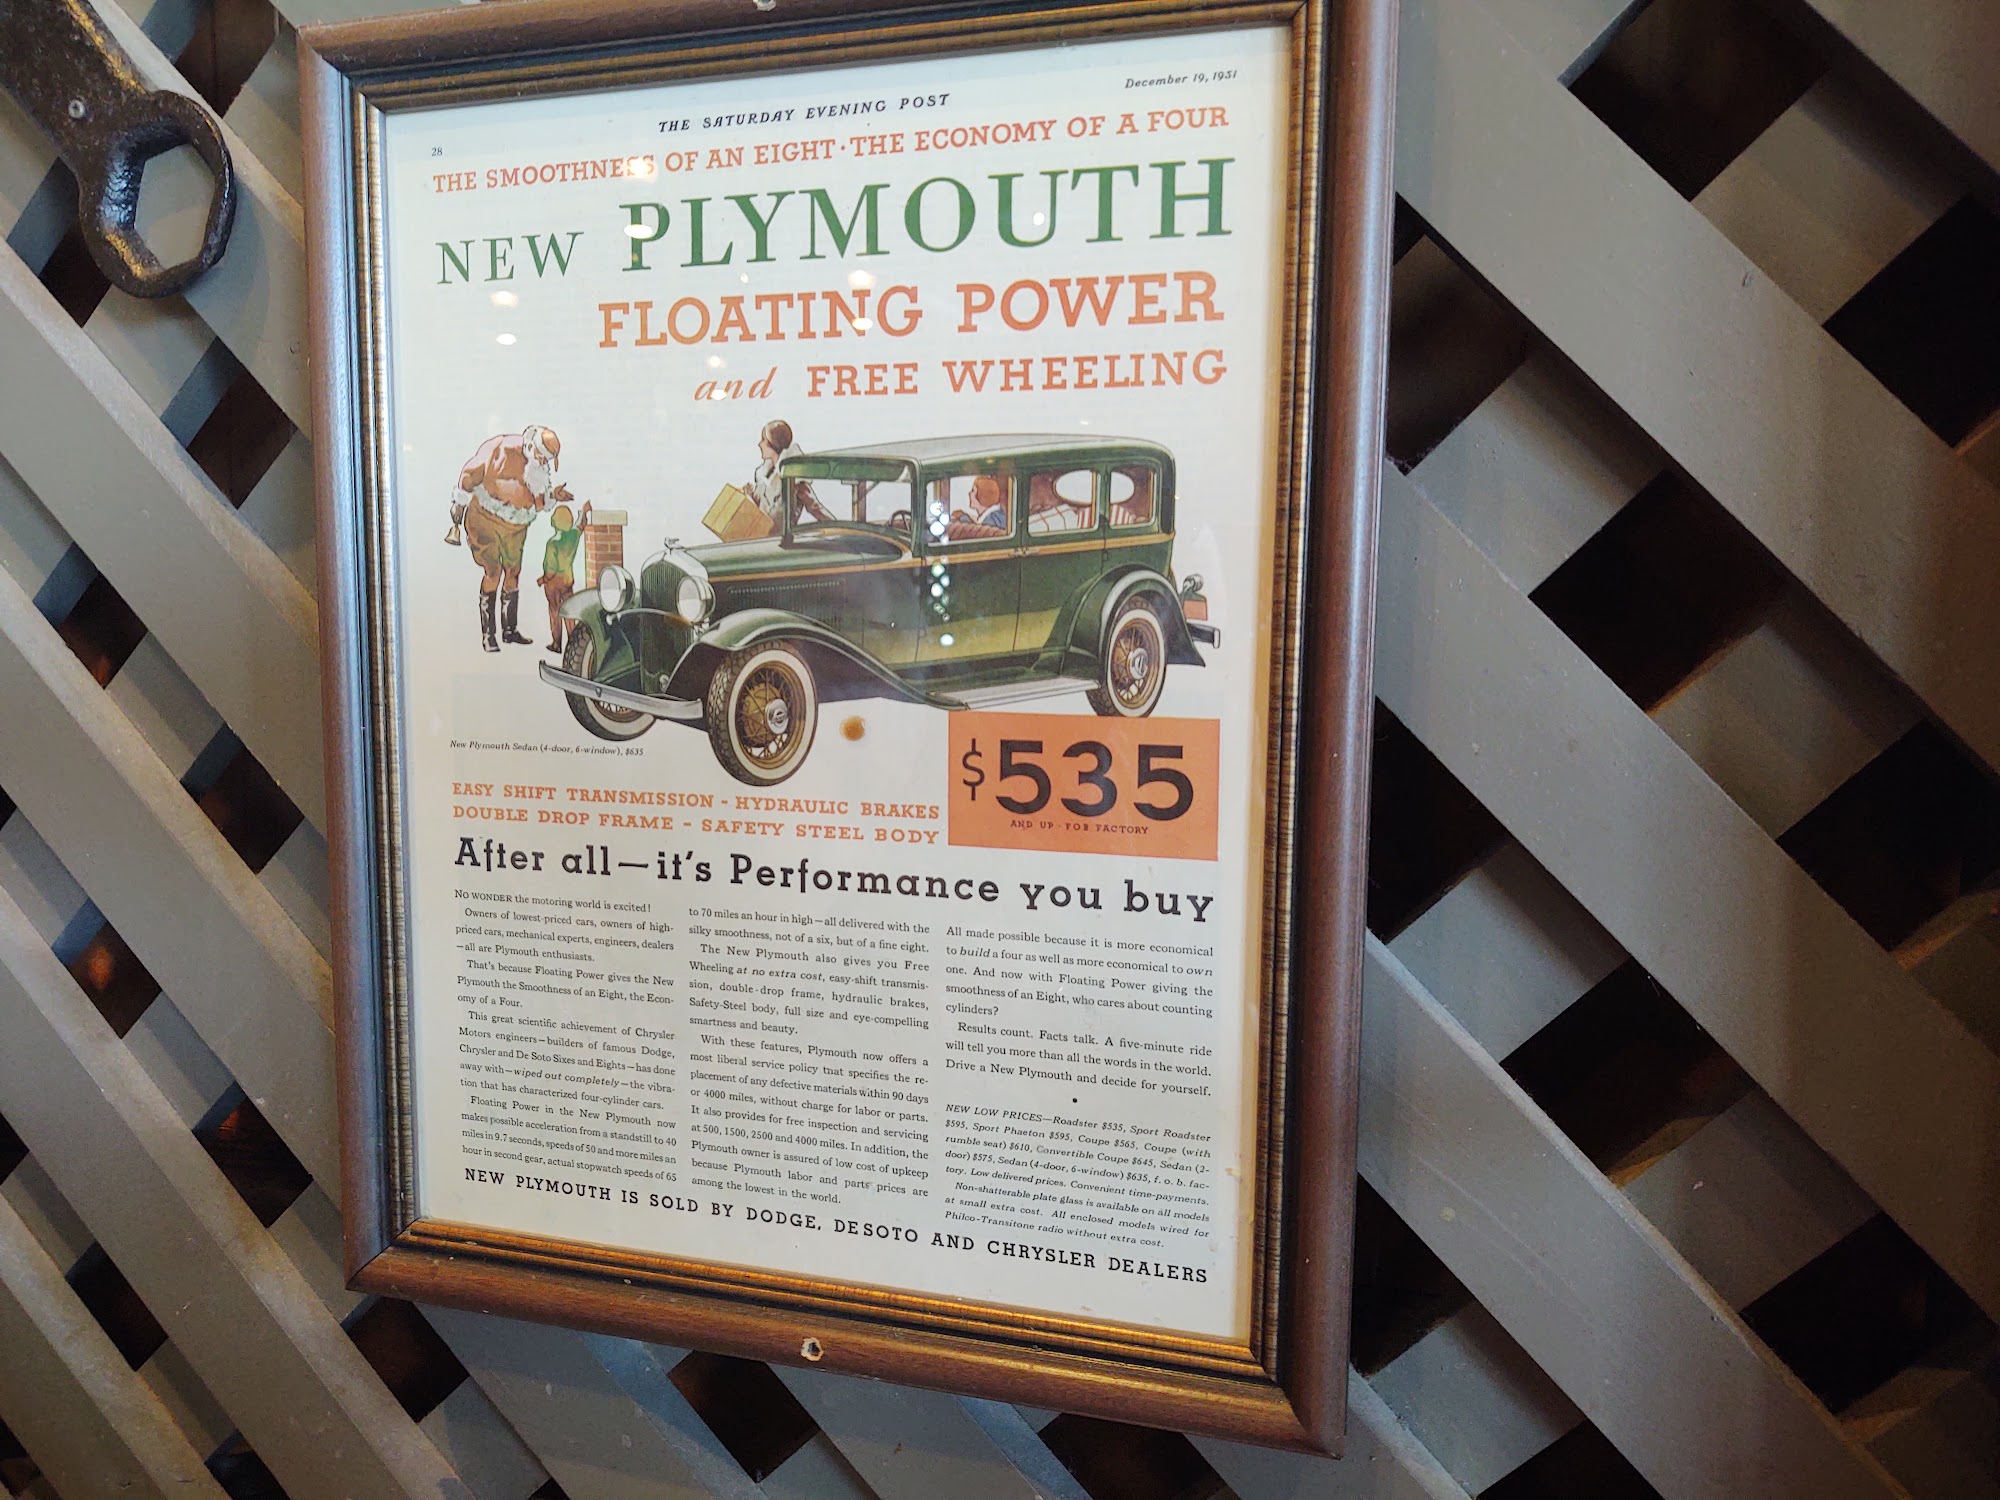 28
THE SATURDAY EVENING POST
December 19, 1931
THE SMOOTHNESS OF AN EIGHT · THE ECONOMY OF A FOUR
NEW PLYMOUTH
FLOATING POWER
and FREE WHEELING
New Plymouth Sedan (4-door, 6-window), $635
$535
AND UP · FOB FACTORY
EASY SHIFT TRANSMISSION - HYDRAULIC BRAKES
DOUBLE DROP FRAME - SAFETY STEEL BODY
After all—it's Performance you buy
NO WONDER the motoring world is excited!
Owners of lowest-priced cars, owners of high-
priced cars, mechanical experts, engineers, dealers
—all are Plymouth enthusiasts.
That's because Floating Power gives the New
Plymouth the Smoothness of an Eight, the Econ-
omy of a Four.
This great scientific achievement of Chrysler
Motors engineers—builders of famous Dodge,
Chrysler and De Soto Sixes and Eights—has done
away with—wiped out completely—the vibra-
tion that has characterized four-cylinder cars.
Floating Power in the New Plymouth now
makes possible acceleration from a standstill to 40
miles in 9.7 seconds, speeds of 50 and more miles an
hour in second gear, actual stopwatch speeds of 65
to 70 miles an hour in high—all delivered with the
silky smoothness, not of a six, but of a fine eight.
The New Plymouth also gives you Free
Wheeling at no extra cost, easy-shift transmis-
sion, double-drop frame, hydraulic brakes,
Safety-Steel body, full size and eye-compelling
smartness and beauty.
With these features, Plymouth now offers a
most liberal service policy that specifies the re-
placement of any defective materials within 90 days
or 4000 miles, without charge for labor or parts.
It also provides for free inspection and servicing
at 500, 1500, 2500 and 4000 miles. In addition, the
Plymouth owner is assured of low cost of upkeep
because Plymouth labor and parts prices are
among the lowest in the world.
All made possible because it is more economical
to build a four as well as more economical to own
one. And now with Floating Power giving the
smoothness of an Eight, who cares about counting
cylinders?
Results count. Facts talk. A five-minute ride
will tell you more than all the words in the world.
Drive a New Plymouth and decide for yourself.
•
NEW LOW PRICES—Roadster $535, Sport Roadster
$595, Sport Phaeton $595, Coupe $565, Coupe (with
rumble seat) $610, Convertible Coupe $645, Sedan (2-
door) $575, Sedan (4-door, 6-window) $635, f. o. b. fac-
tory. Low delivered prices. Convenient time-payments.
Non-shatterable plate glass is available on all models
at small extra cost. All enclosed models wired for
Philco-Transitone radio without extra cost.
NEW PLYMOUTH IS SOLD BY DODGE, DESOTO AND CHRYSLER DEALERS